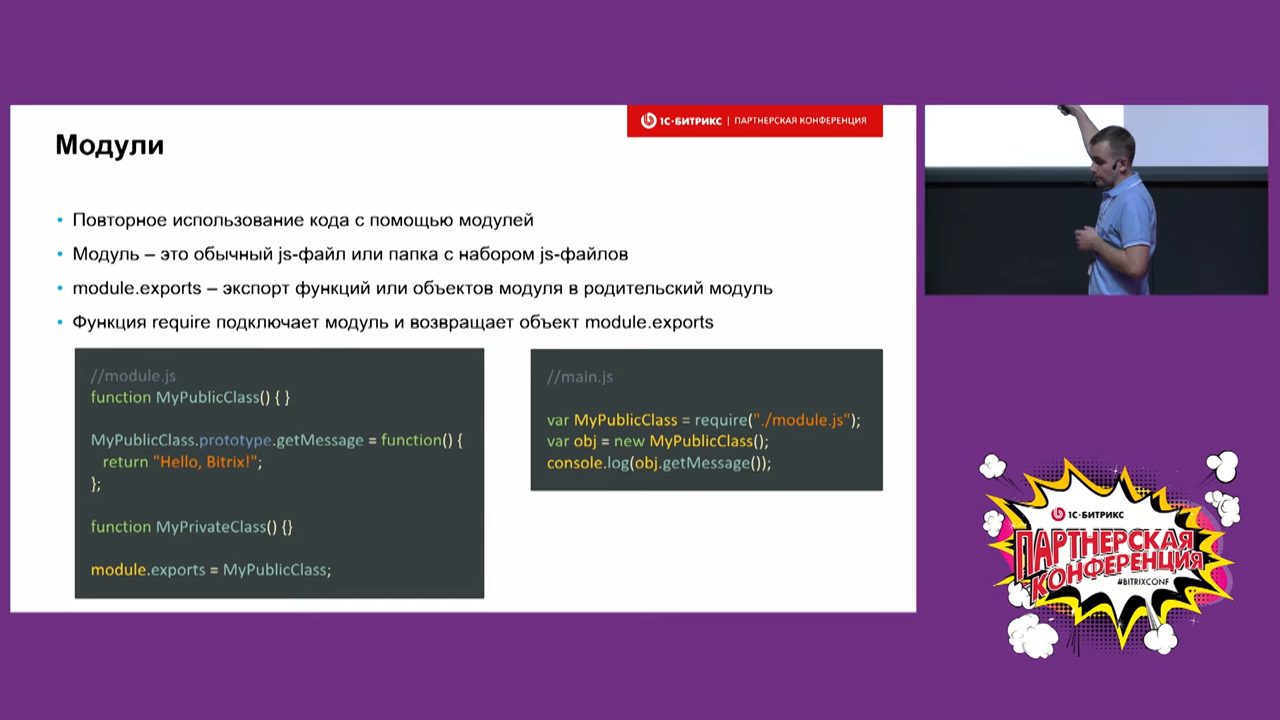 1С-БИТРИКС | ПАРТНЕРСКАЯ КОНФЕРЕНЦИЯ
Модули
• Повторное использование кода с помощью модулей
• Модуль – это обычный js-файл или папка с набором js-файлов
• module.exports – экспорт функций или объектов модуля в родительский модуль
• Функция require подключает модуль и возвращает объект module.exports
//module.js
function MyPublicClass() { }
MyPublicClass.prototype.getMessage = function() {
return "Hello, Bitrix!";
};
function MyPrivateClass() {}
module.exports = MyPublicClass;
//main.js
var MyPublicClass = require("./module.js");
var obj = new MyPublicClass();
console.log(obj.getMessage());
1С-БИТРИКС
ПАРТНЕРСКАЯ
КОНФЕРЕНЦИЯ
#BITRIXCONF